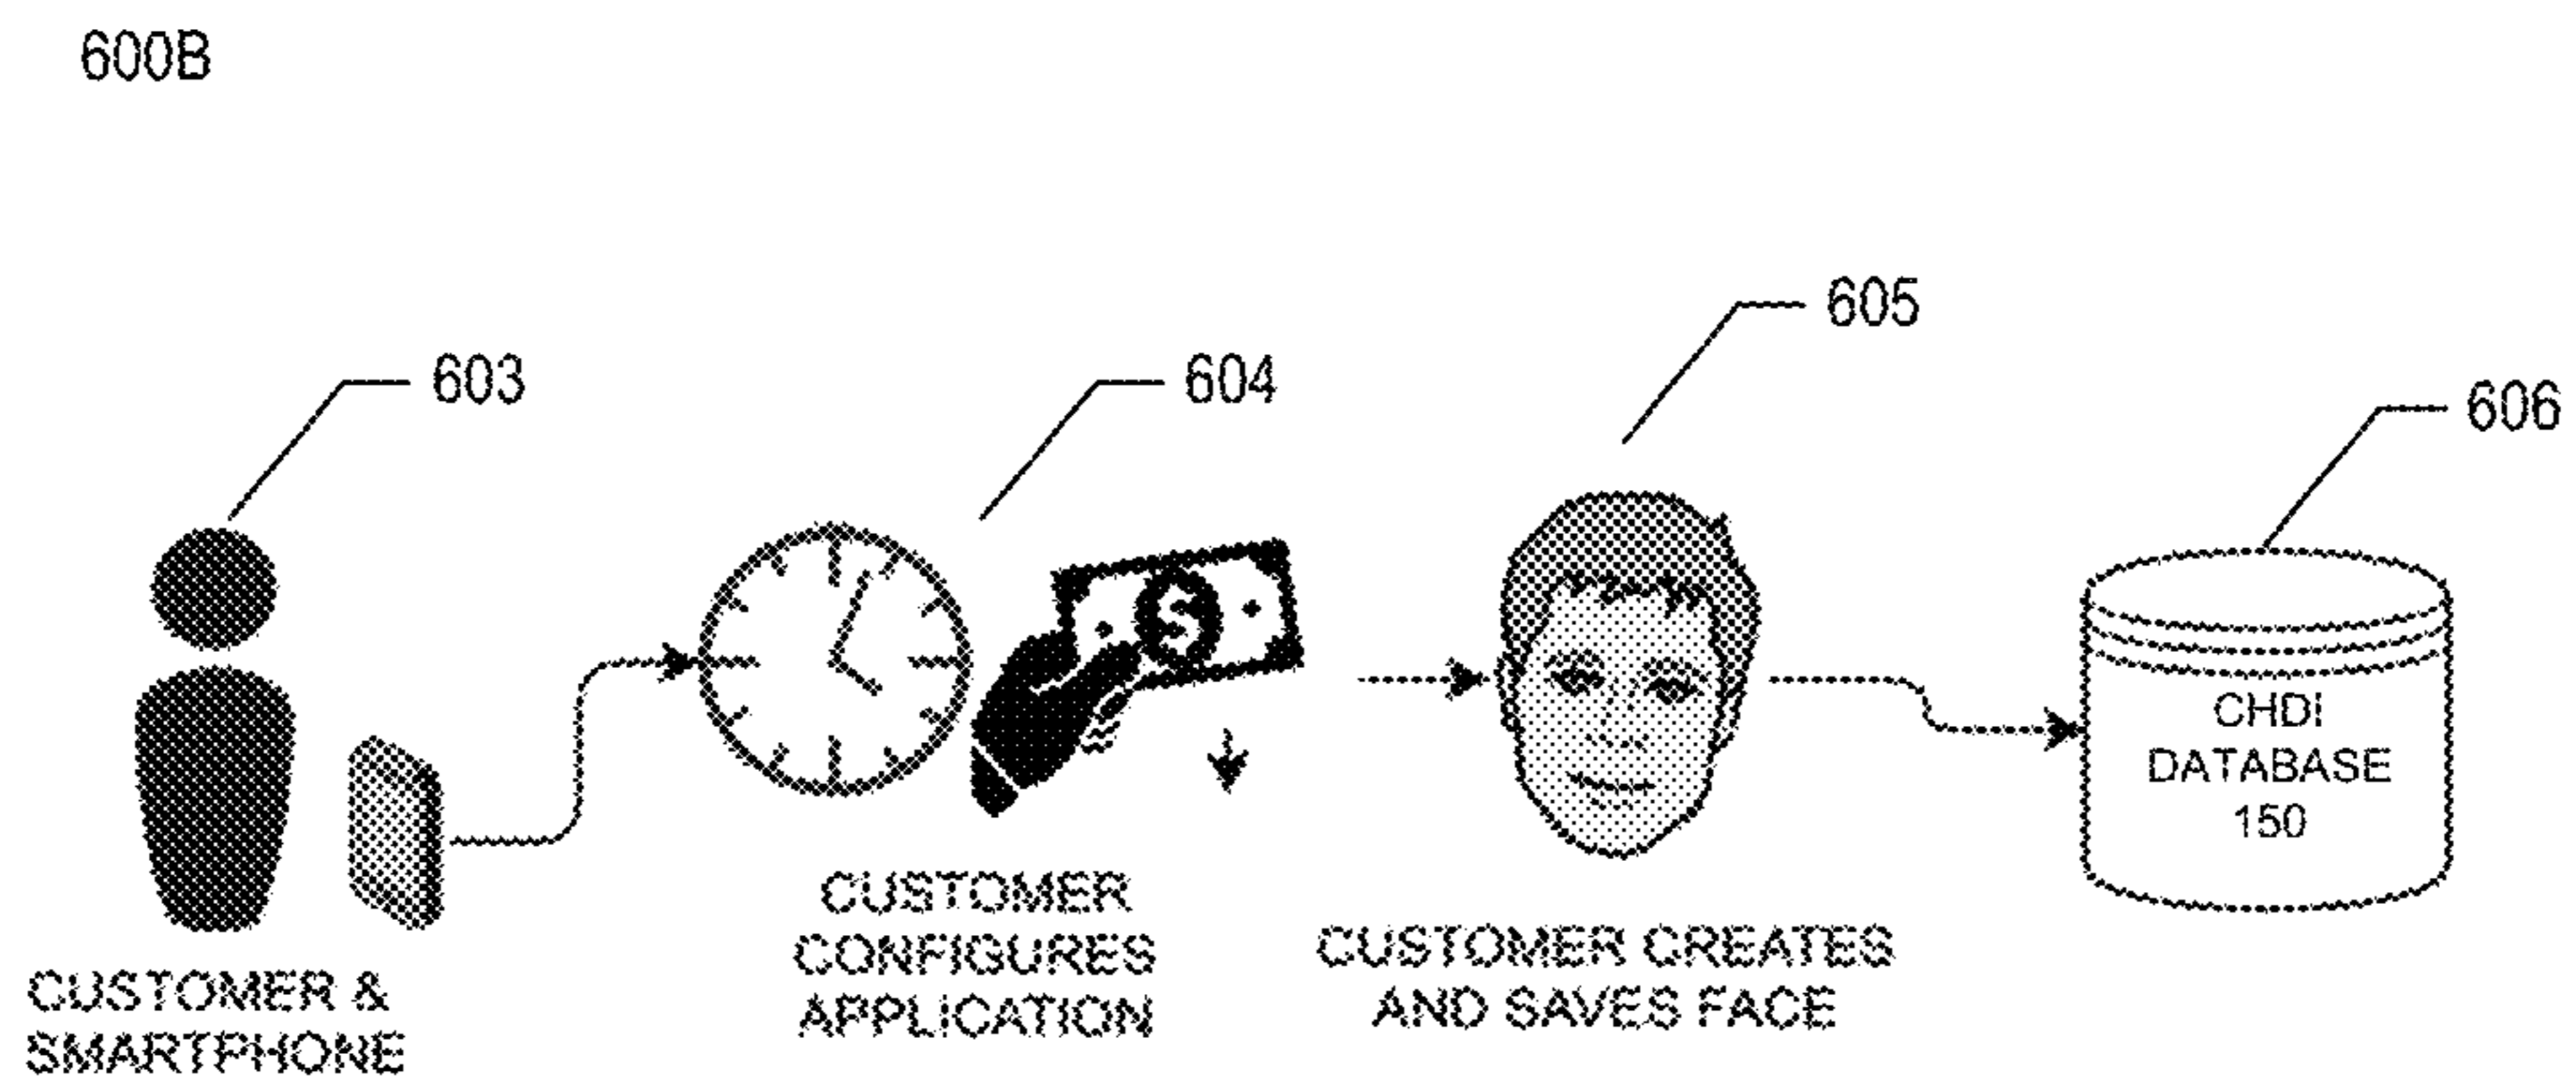 600B
603
604
605
606
CUSTOMER &
SMARTPHONE
CUSTOMER
CONFIGURES
APPLICATION
$
CUSTOMER CREATES
AND SAVES FACE
CHDI
DATABASE
150